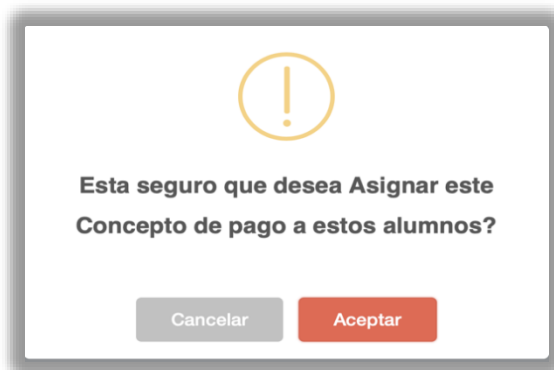 Esta seguro que desea Asignar este
Concepto de pago a estos alumnos?
Cancelar
Aceptar